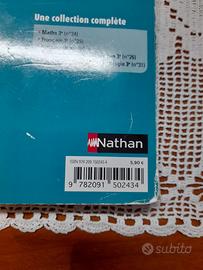 Une collection complète
• Maths 3e (n°24)
• Français 3e (n°25)
3e (n°26)
3e (n°31)
Nathan
ISBN 978 209 150243 4
5,90 €
9 782091 502434
subito